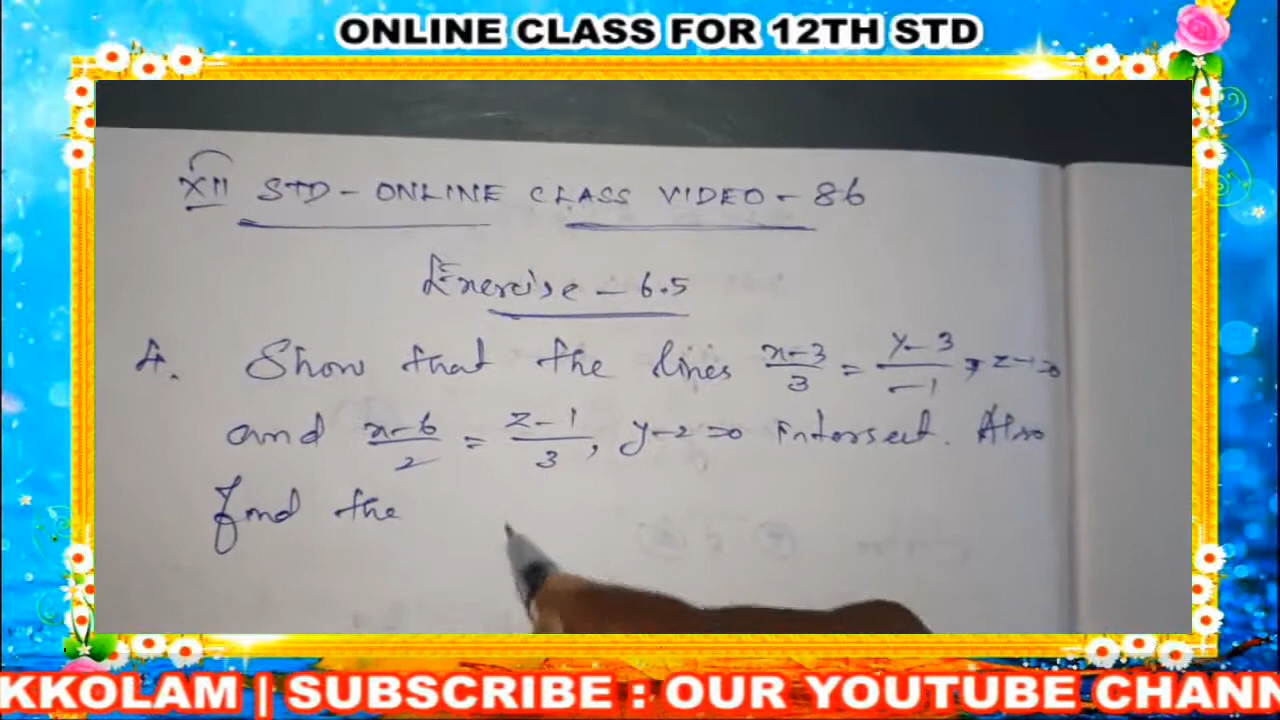 ONLINE CLASS FOR 12TH STD
XII STD - ONLINE CLASS VIDEO - 86
Exercise - 6.5
4. Show that the lines x-3/3 = y-3/-1, z-1=0
and x-6/2 = z-1/3, y-2=0 intersect. Also
find the
KKOLAM | SUBSCRIBE : OUR YOUTUBE CHANN